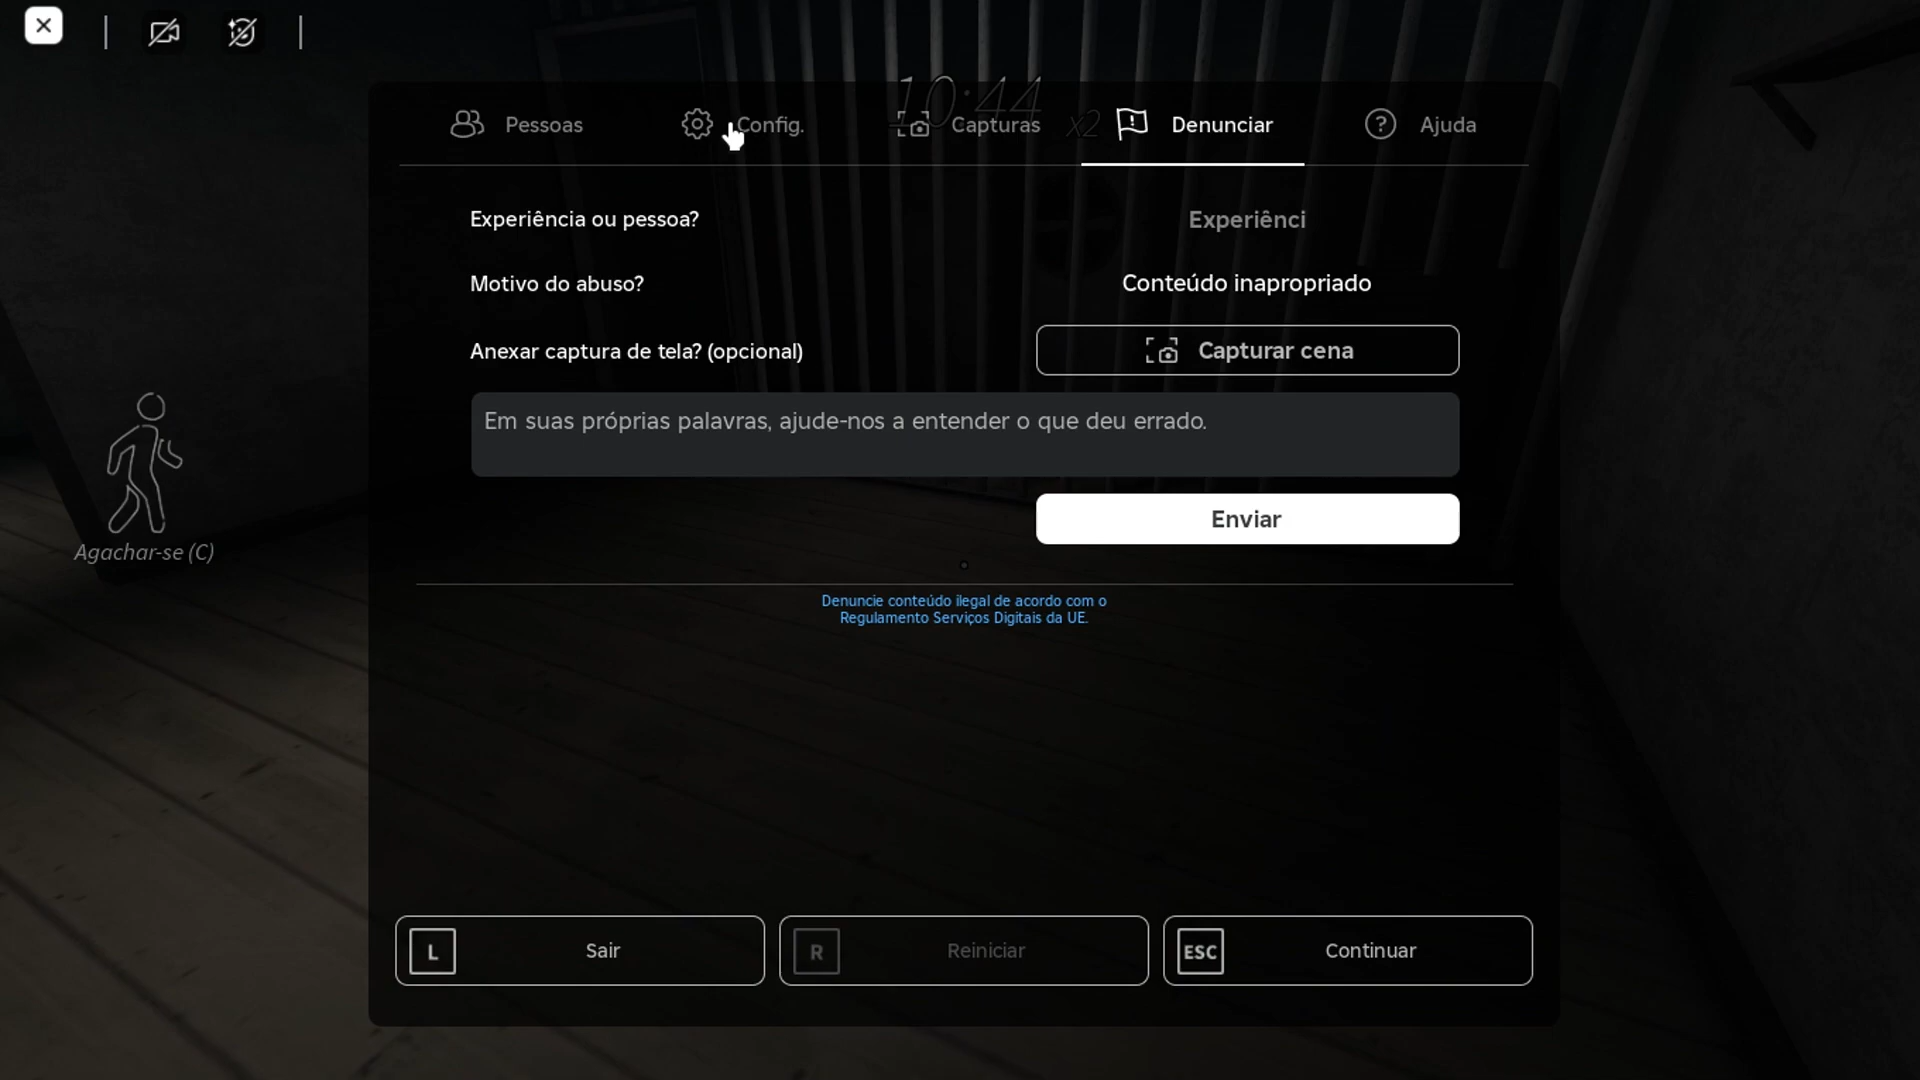 10:44
x2
Pessoas
Config.
Capturas
Denunciar
Ajuda
Experiência ou pessoa?
Experiênci
Motivo do abuso?
Conteúdo inapropriado
Anexar captura de tela? (opcional)
Capturar cena
Em suas próprias palavras, ajude-nos a entender o que deu errado.
Enviar
Agachar-se (C)
Denuncie conteúdo ilegal de acordo com o
Regulamento Serviços Digitais da UE.
L Sair
R Reiniciar
ESC Continuar